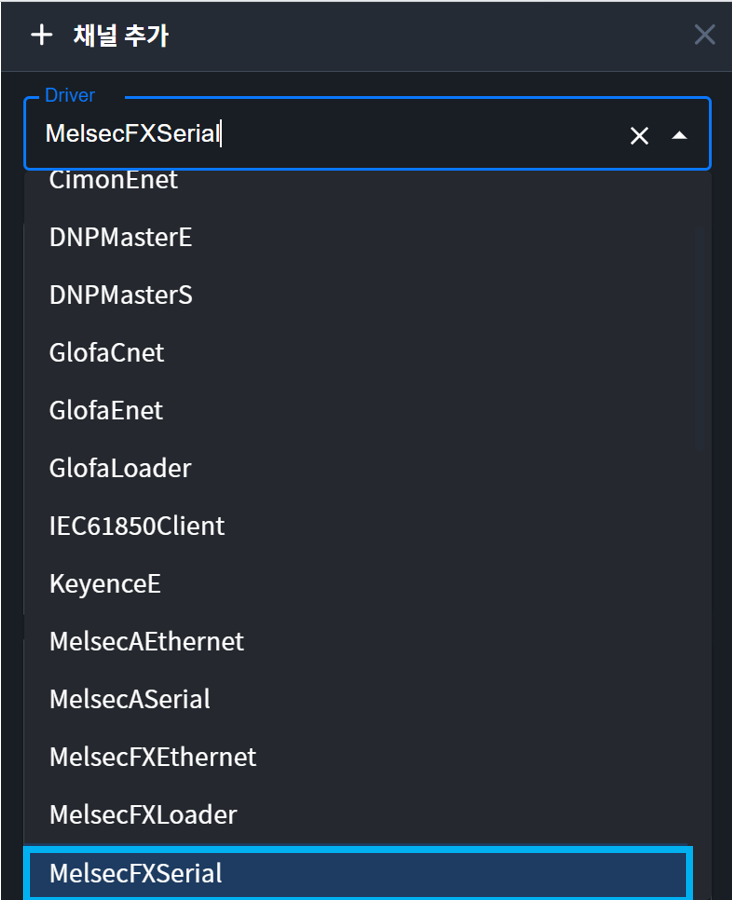 채널 추가
Driver
MelsecFXSerial
CimonEnet
DNPMasterE
DNPMasterS
GlofaCnet
GlofaEnet
GlofaLoader
IEC61850Client
KeyenceE
MelsecAEthernet
MelsecASerial
MelsecFXEthernet
MelsecFXLoader
MelsecFXSerial